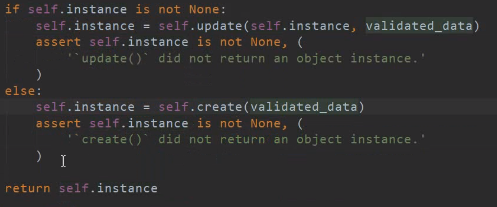 if self.instance is not None:
    self.instance = self.update(self.instance, validated_data)
    assert self.instance is not None, (
        '`update()` did not return an object instance.'
    )
else:
    self.instance = self.create(validated_data)
    assert self.instance is not None, (
        '`create()` did not return an object instance.'
    )
return self.instance